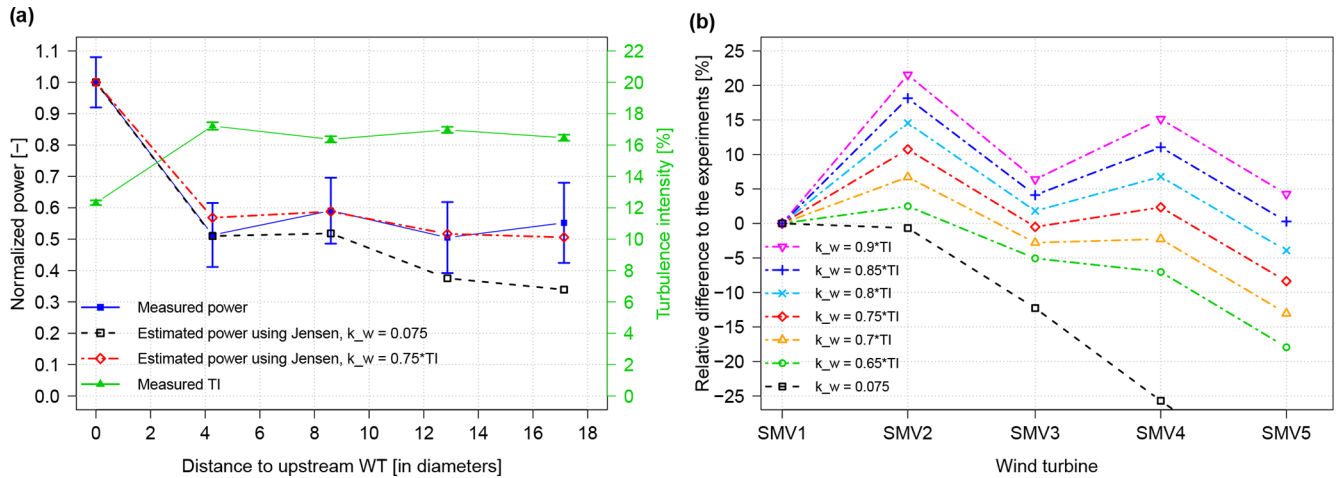 (a)
Normalized power [−]
1.1
1.0
0.9
0.8
0.7
0.6
0.5
0.4
0.3
0.2
0.1
0.0
Measured power
Estimated power using Jensen, k_w = 0.075
Estimated power using Jensen, k_w = 0.75*TI
Measured TI
0 2 4 6 8 10 12 14 16 18
Distance to upstream WT [in diameters]
22
20
18
16
14
12
10
8
6
4
2
0
Turbulence intensity [%]
(b)
Relative difference to the experiments [%]
25
20
15
10
5
0
−5
−10
−15
−20
−25
k_w = 0.9*TI
k_w = 0.85*TI
k_w = 0.8*TI
k_w = 0.75*TI
k_w = 0.7*TI
k_w = 0.65*TI
k_w = 0.075
SMV1 SMV2 SMV3 SMV4 SMV5
Wind turbine